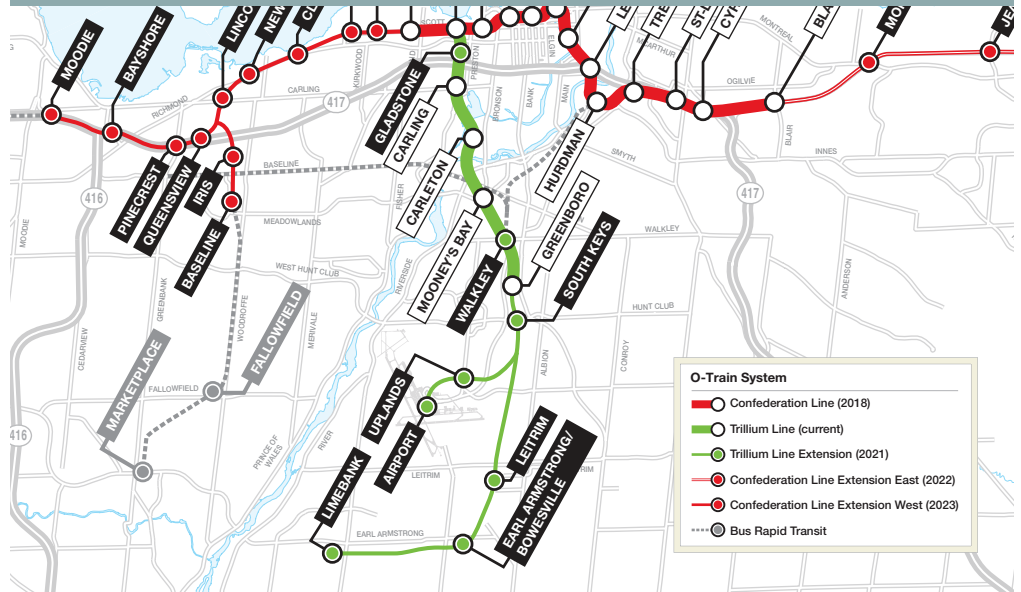 SCOTT
MOODIE
BAYSHORE
KIRKWOOD
PRESTON
ELGIN
MCARTHUR
MONTREAL
OGILVIE
RICHMOND
CARLING
417
GLADSTONE
CARLING
BRONSON
BANK
MAIN
BLAIR
INNES
SMYTH
HURDMAN
416
PINECREST
QUEENSVIEW
IRIS
BASELINE
BASELINE
FISHER
CARLETON
417
MOODIE
MEADOWLANDS
MOONEY'S BAY
WALKLEY
GREENBORO
SOUTH KEYS
WALKLEY
WEST HUNT CLUB
RIVERSIDE
GREENBANK
WOODROFFE
MERIVALE
HUNT CLUB
ANDERSON
CEDARVIEW
FALLOWFIELD
MARKETPLACE
FALLOWFIELD
ALBION
CONROY
UPLANDS
AIRPORT
416
PRINCE OF
WALES
RIVER
LIMEBANK
LEITRIM
LEITRIM
EARL ARMSTRONG/
BOWESVILLE
EARL ARMSTRONG
O-Train System
Confederation Line (2018)
Trillium Line (current)
Trillium Line Extension (2021)
Confederation Line Extension East (2022)
Confederation Line Extension West (2023)
Bus Rapid Transit